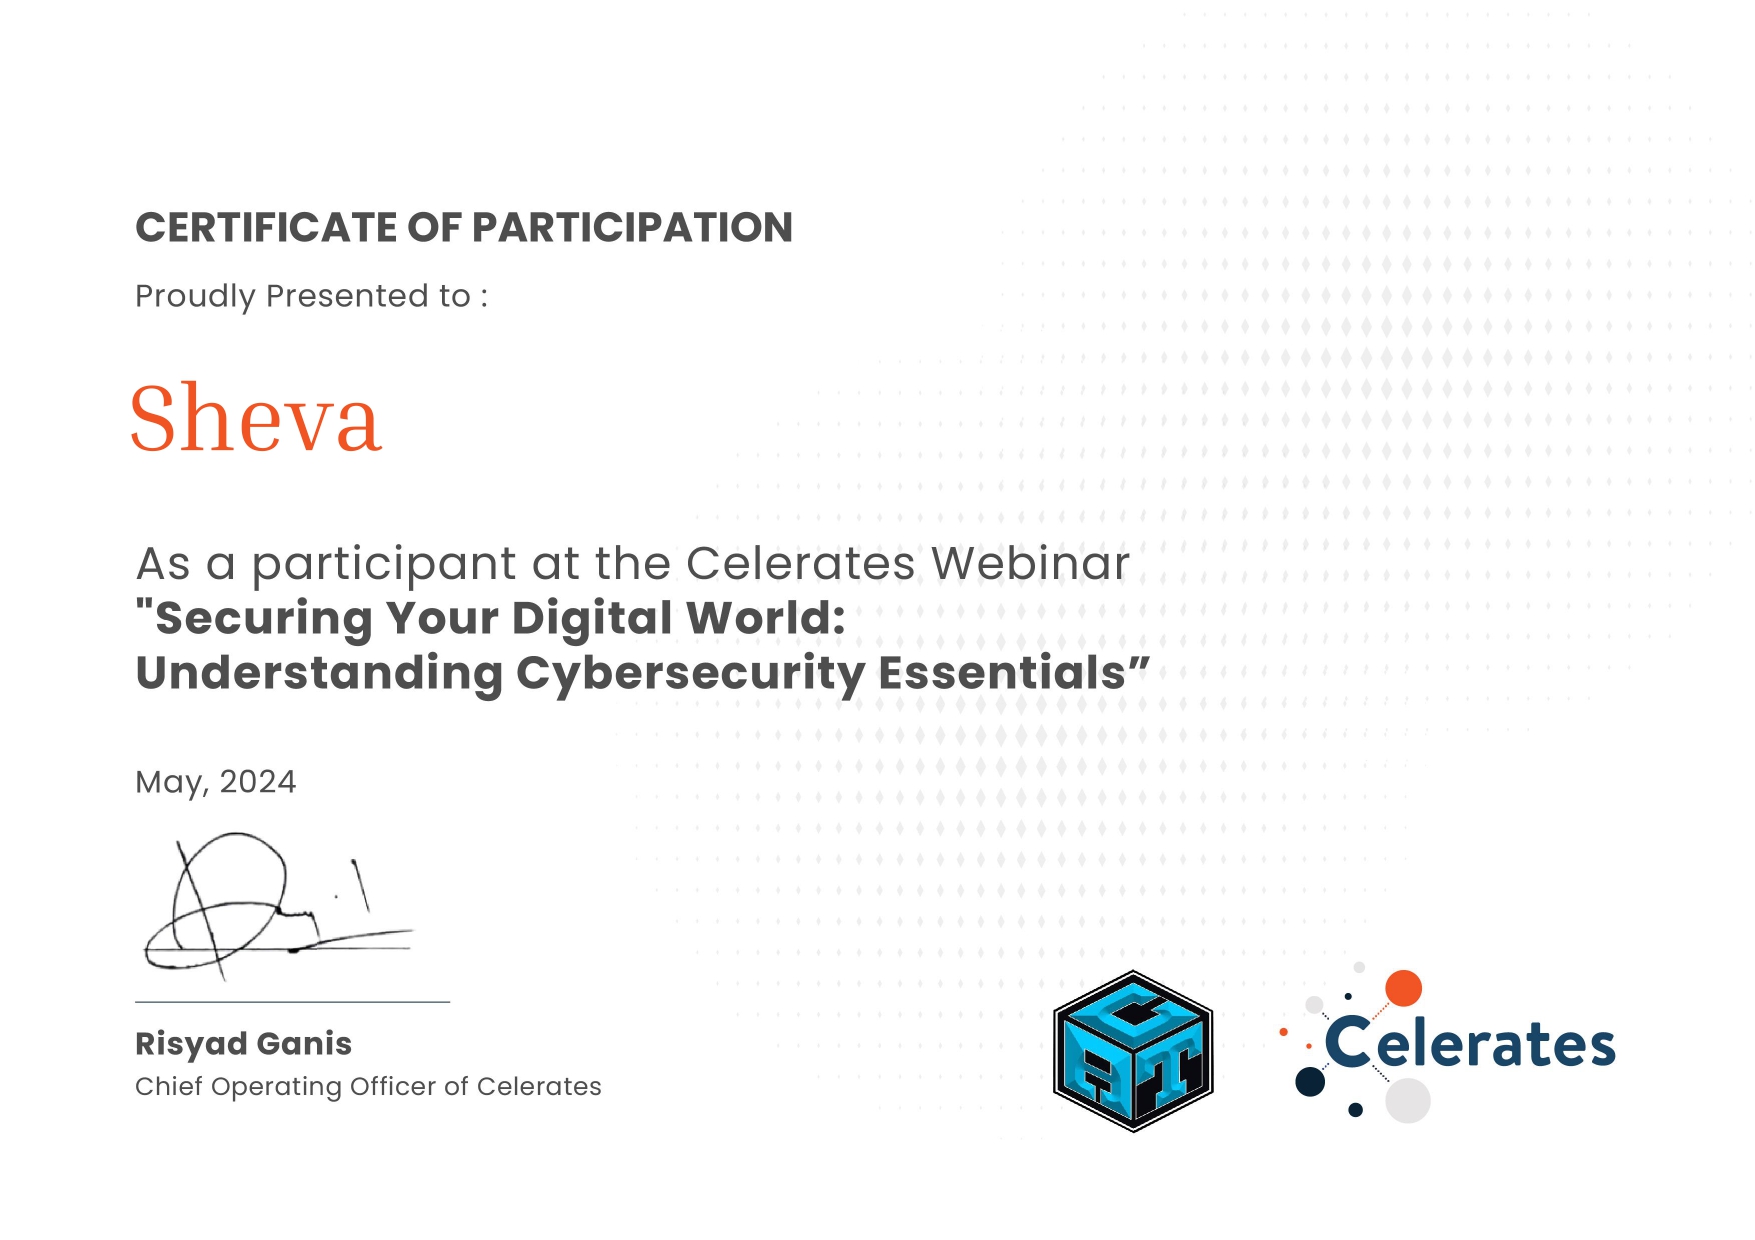 CERTIFICATE OF PARTICIPATION
Proudly Presented to :
Sheva
As a participant at the Celerates Webinar
"Securing Your Digital World:
Understanding Cybersecurity Essentials”
May, 2024
Risyad Ganis
Chief Operating Officer of Celerates
CAT
Celerates